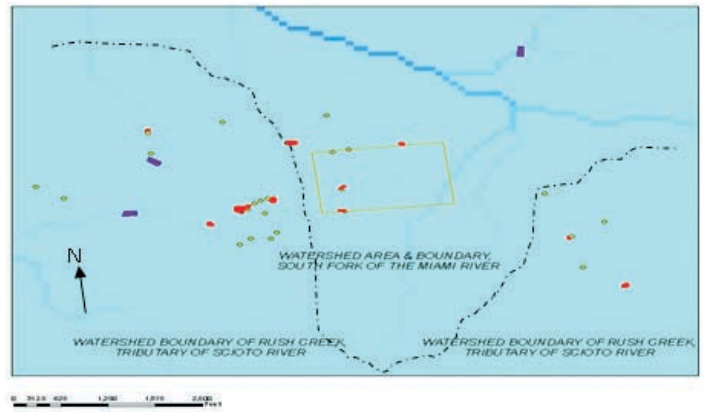 WATERSHED AREA & BOUNDARY,
SOUTH FORK OF THE MIAMI RIVER
N
WATERSHED BOUNDARY OF RUSH CREEK,
TRIBUTARY OF SCIOTO RIVER
WATERSHED BOUNDARY OF RUSH CREEK,
TRIBUTARY OF SCIOTO RIVER
0
Feet